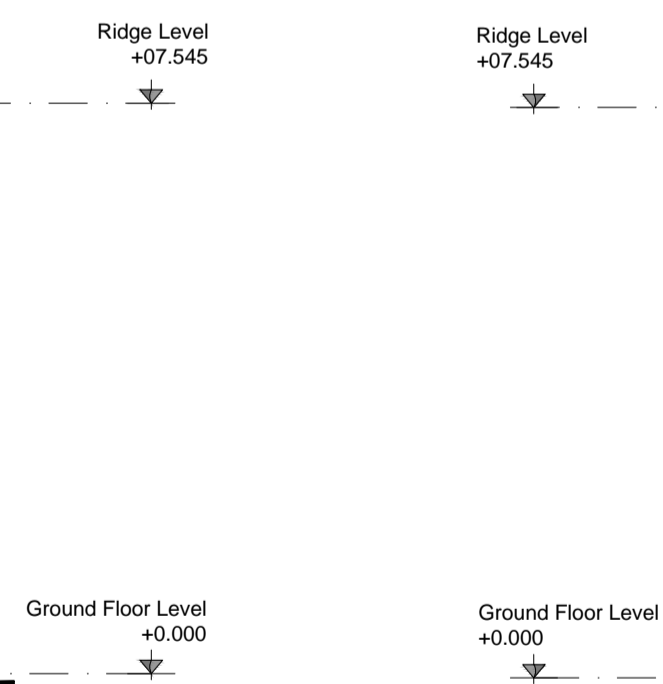 Ridge Level
+07.545
Ridge Level
+07.545
Ground Floor Level
+0.000
Ground Floor Level
+0.000